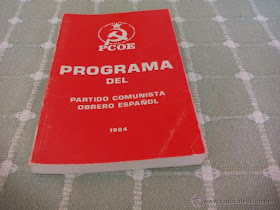 PCOE
PROGRAMA
DEL
PARTIDO COMUNISTA
OBRERO ESPAÑOL
1984